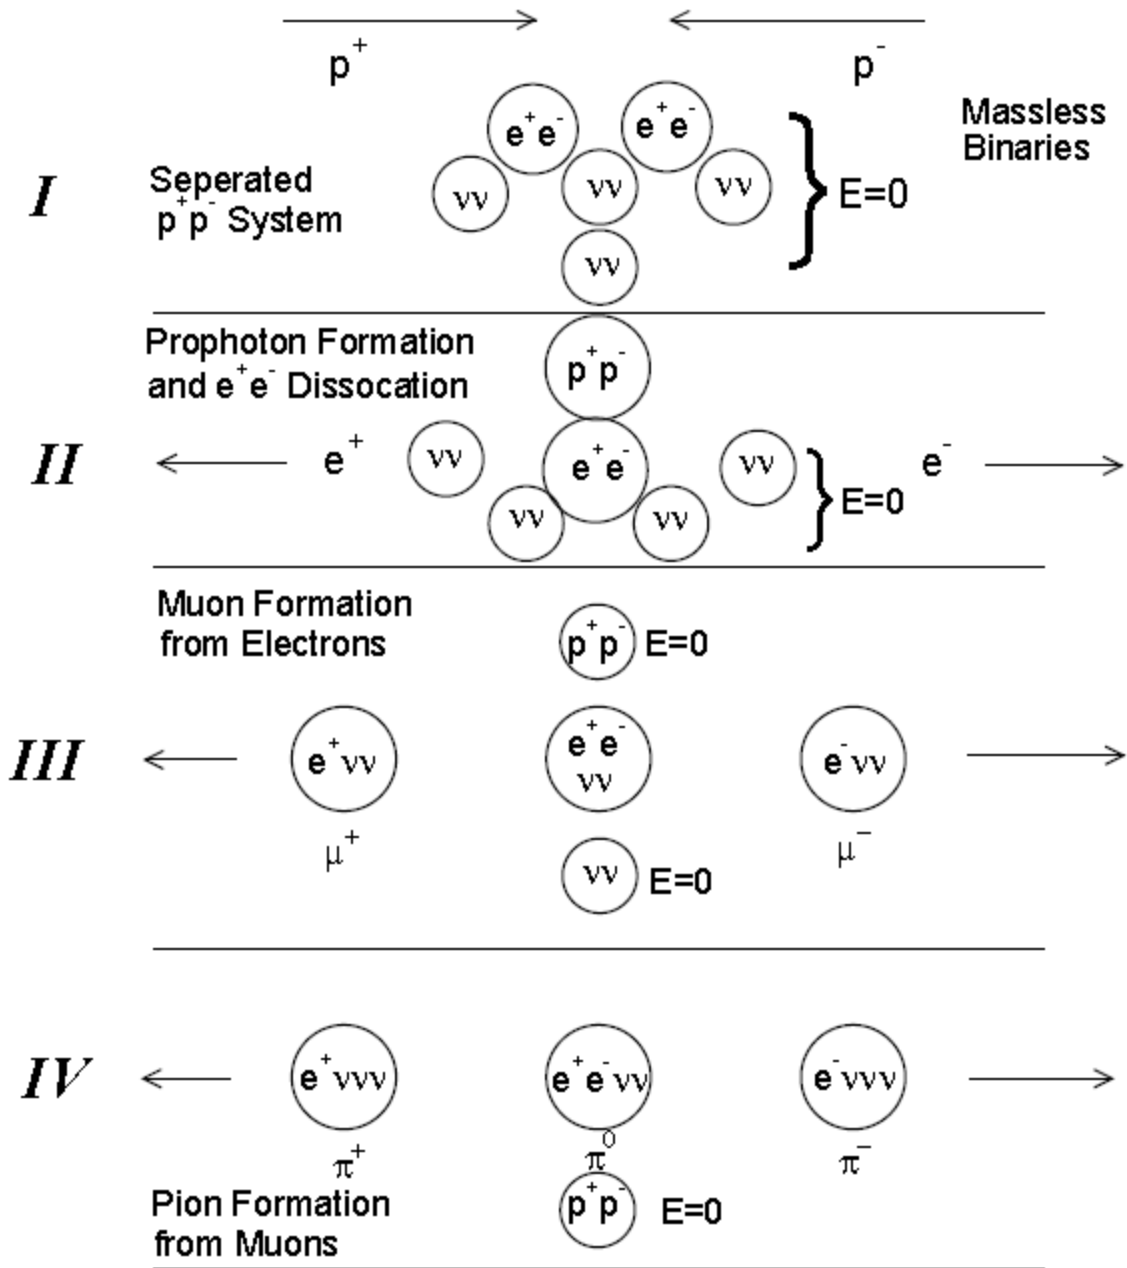 p⁺ p⁻
e⁺e⁻ e⁺e⁻ Massless
Binaries
I Seperated νν νν νν E=0
p⁺p⁻ System
νν
Prophoton Formation
p⁺p⁻
and e⁺e⁻ Dissocation
II e⁺ νν e⁺e⁻ νν e⁻
E=0
νν νν
Muon Formation
p⁺p⁻ E=0
from Electrons
III e⁺νν e⁺e⁻ e⁻νν
νν
μ⁺ μ⁻
νν E=0
IV e⁺ννν e⁺e⁻νν e⁻ννν
π⁺ π⁰ π⁻
Pion Formation p⁺p⁻ E=0
from Muons